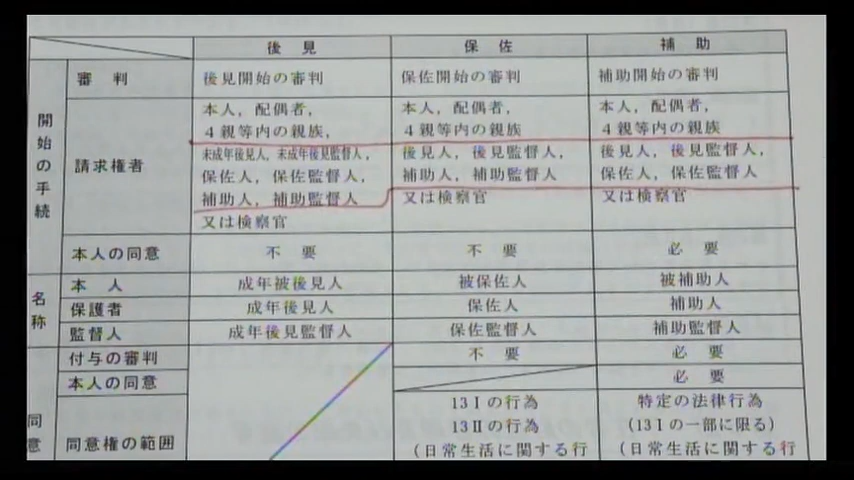 後見 保佐 補助
開始の手続
審判 後見開始の審判 保佐開始の審判 補助開始の審判
請求権者
本人，配偶者， 本人，配偶者， 本人，配偶者，
４親等内の親族， ４親等内の親族 ４親等内の親族
未成年後見人，未成年後見監督人， 後見人，後見監督人， 後見人，後見監督人，
保佐人，保佐監督人， 補助人，補助監督人 保佐人，保佐監督人
補助人，補助監督人 又は検察官 又は検察官
又は検察官
本人の同意 不要 不要 必要
名称
本人 成年被後見人 被保佐人 被補助人
保護者 成年後見人 保佐人 補助人
監督人 成年後見監督人 保佐監督人 補助監督人
付与の審判 不要 必要
本人の同意 必要
同意
同意権の範囲
13Ⅰの行為 特定の法律行為
13Ⅱの行為 (13Ⅰの一部に限る)
(日常生活に関する行 (日常生活に関する行